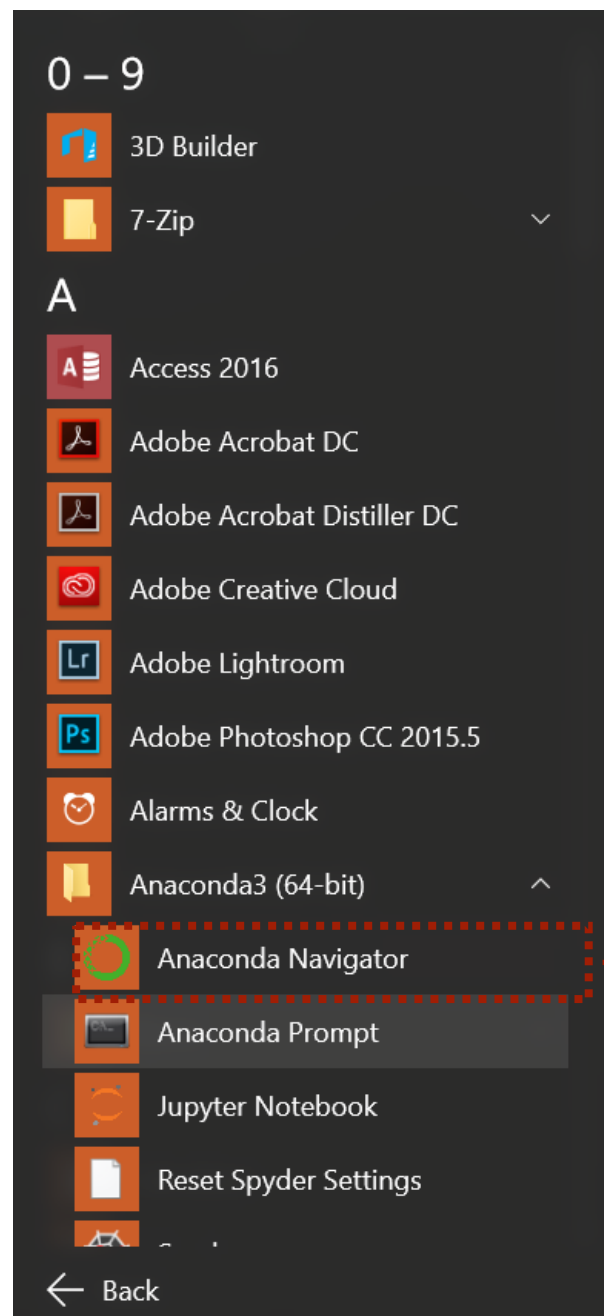 0 – 9
3D Builder
7-Zip
A
Access 2016
Adobe Acrobat DC
Adobe Acrobat Distiller DC
Adobe Creative Cloud
Lr
Adobe Lightroom
Ps
Adobe Photoshop CC 2015.5
Alarms & Clock
Anaconda3 (64-bit)
Anaconda Navigator
Anaconda Prompt
Jupyter Notebook
Reset Spyder Settings
Back